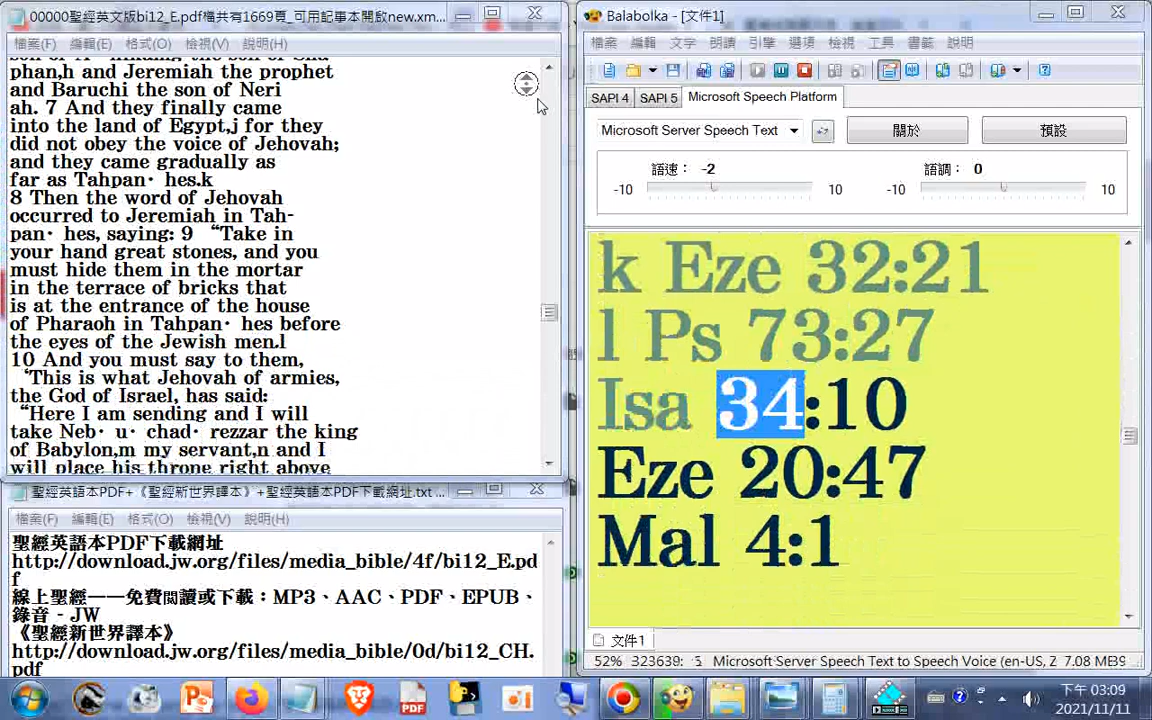 00000聖經英文版bi12_E.pdf檔共有1669頁_可用記事本開啟new.xm...
檔案(F) 編輯(E) 格式(O) 檢視(V) 說明(H)
phan,h and Jeremiah the prophet
and Baruchi the son of Neri
ah. 7 And they finally came
into the land of Egypt,j for they
did not obey the voice of Jehovah;
and they came gradually as
far as Tahpan· hes.k
8 Then the word of Jehovah
occurred to Jeremiah in Tah-
pan· hes, saying: 9 “Take in
your hand great stones, and you
must hide them in the mortar
in the terrace of bricks that
is at the entrance of the house
of Pharaoh in Tahpan· hes before
the eyes of the Jewish men.l
10 And you must say to them,
‘This is what Jehovah of armies,
the God of Israel, has said:
“Here I am sending and I will
take Neb· u· chad· rezzar the king
of Babylon,m my servant,n and I
will place his throne right above
聖經英語本PDF+《聖經新世界譯本》+聖經英語本PDF下載網址.txt ...
檔案(F) 編輯(E) 格式(O) 檢視(V) 說明(H)
聖經英語本PDF下載網址
http://download.jw.org/files/media_bible/4f/bi12_E.pd
f
線上聖經——免費閱讀或下載：MP3、AAC、PDF、EPUB、
錄音 - JW
《聖經新世界譯本》
http://download.jw.org/files/media_bible/0d/bi12_CH.
pdf
Balabolka - [文件1]
檔案 編輯 文字 朗讀 引擎 選項 檢視 工具 書籤 說明
SAPI 4 SAPI 5 Microsoft Speech Platform
Microsoft Server Speech Text 關於 預設
語速： -2 語調： 0
-10 10 -10 10
k Eze 32:21
l Ps 73:27
Isa 34:10
Eze 20:47
Mal 4:1
文件1
52% 323639: Microsoft Server Speech Text to Speech Voice (en-US, Z 7.08 MB
PDF
下午 03:09
2021/11/11